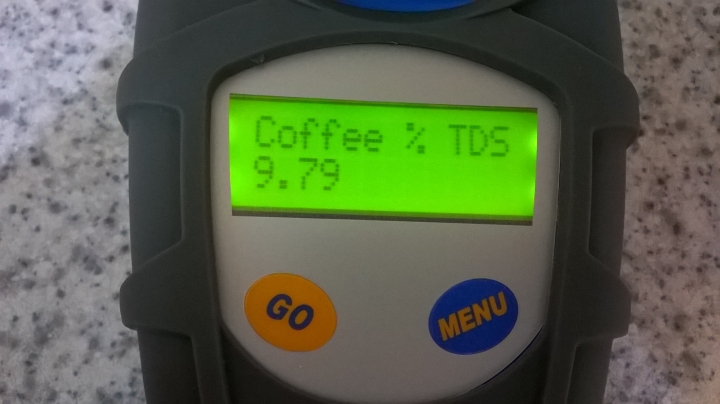 Coffee % TDS
9.79
GO
MENU